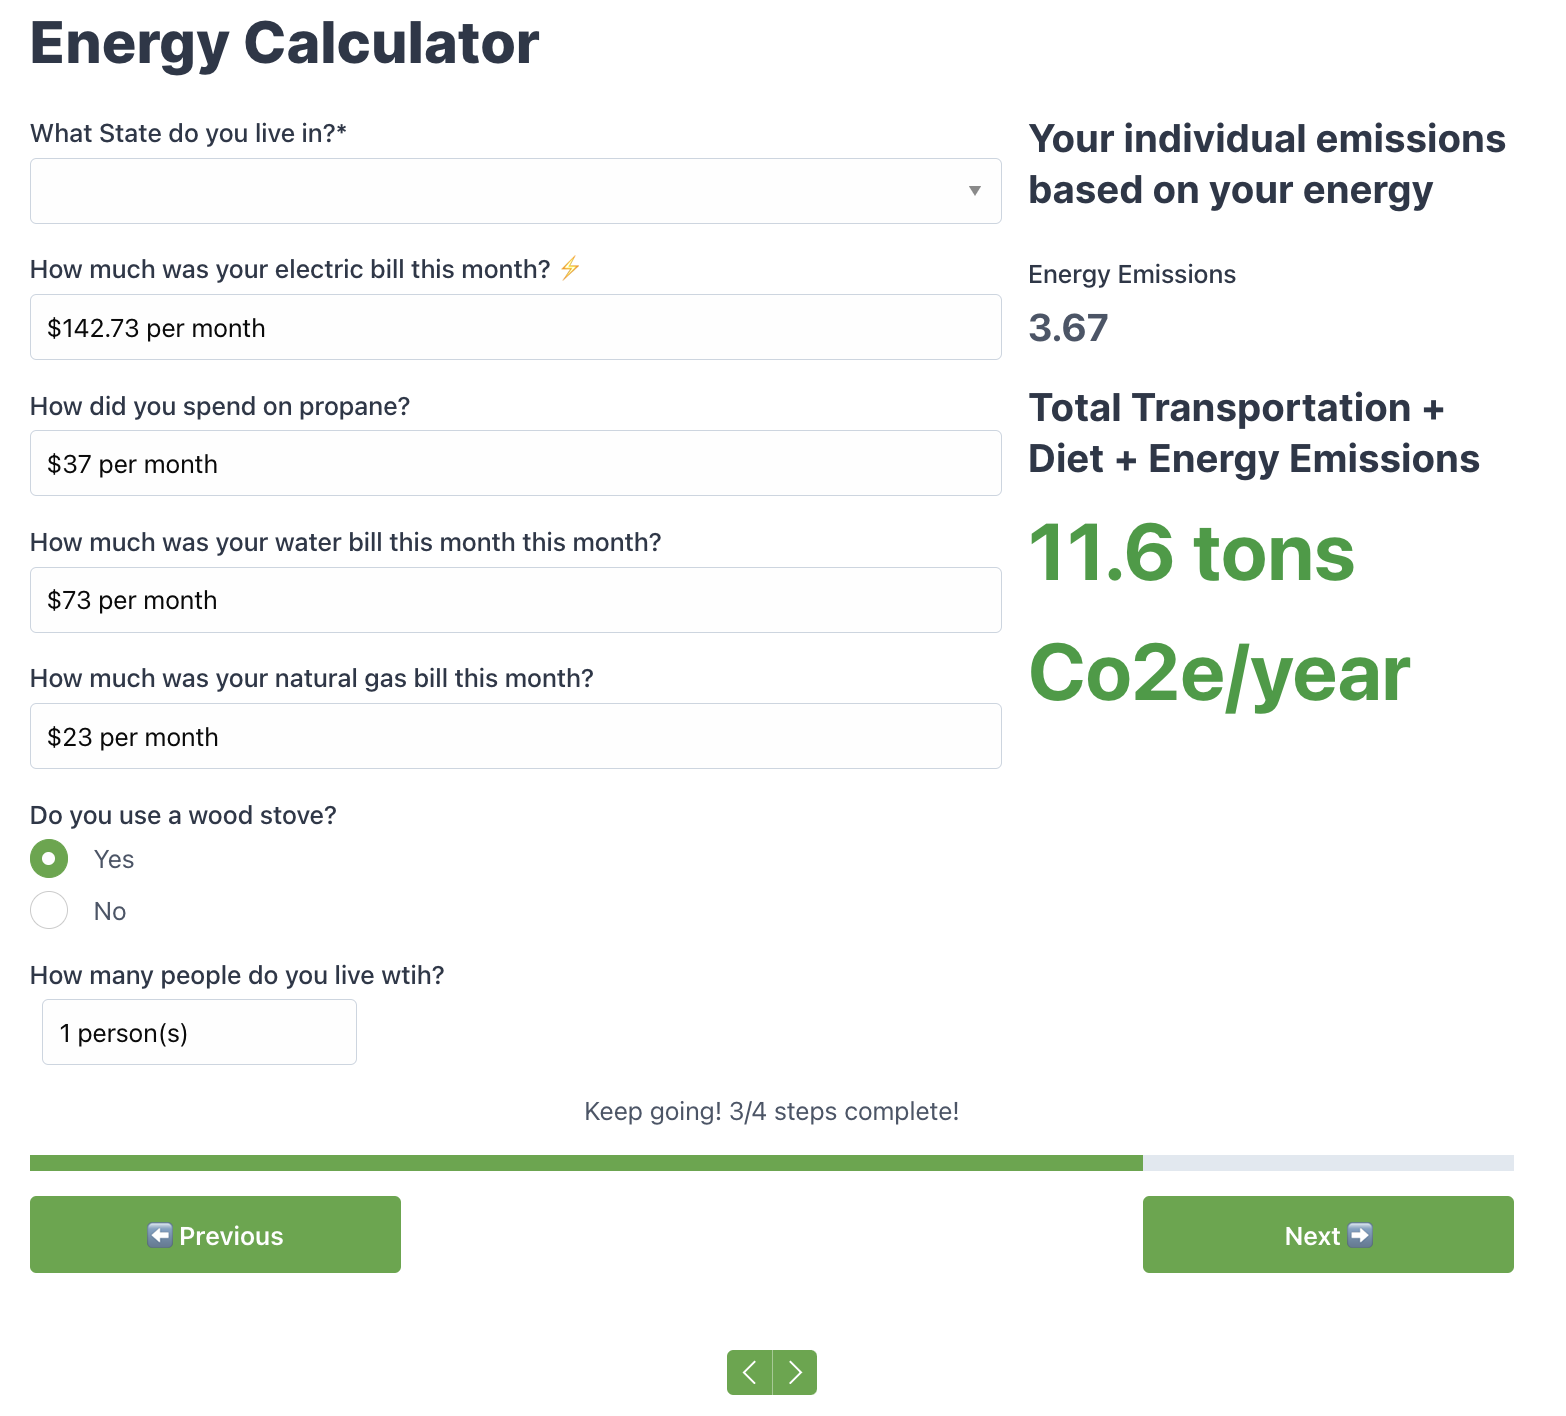 Energy Calculator
What State do you live in?*
How much was your electric bill this month? ⚡
$142.73 per month
How did you spend on propane?
$37 per month
How much was your water bill this month this month?
$73 per month
How much was your natural gas bill this month?
$23 per month
Do you use a wood stove?
Yes
No
How many people do you live wtih?
1 person(s)
Your individual emissions
based on your energy
Energy Emissions
3.67
Total Transportation +
Diet + Energy Emissions
11.6 tons
Co2e/year
Keep going! 3/4 steps complete!
⬅️ Previous
Next ➡️